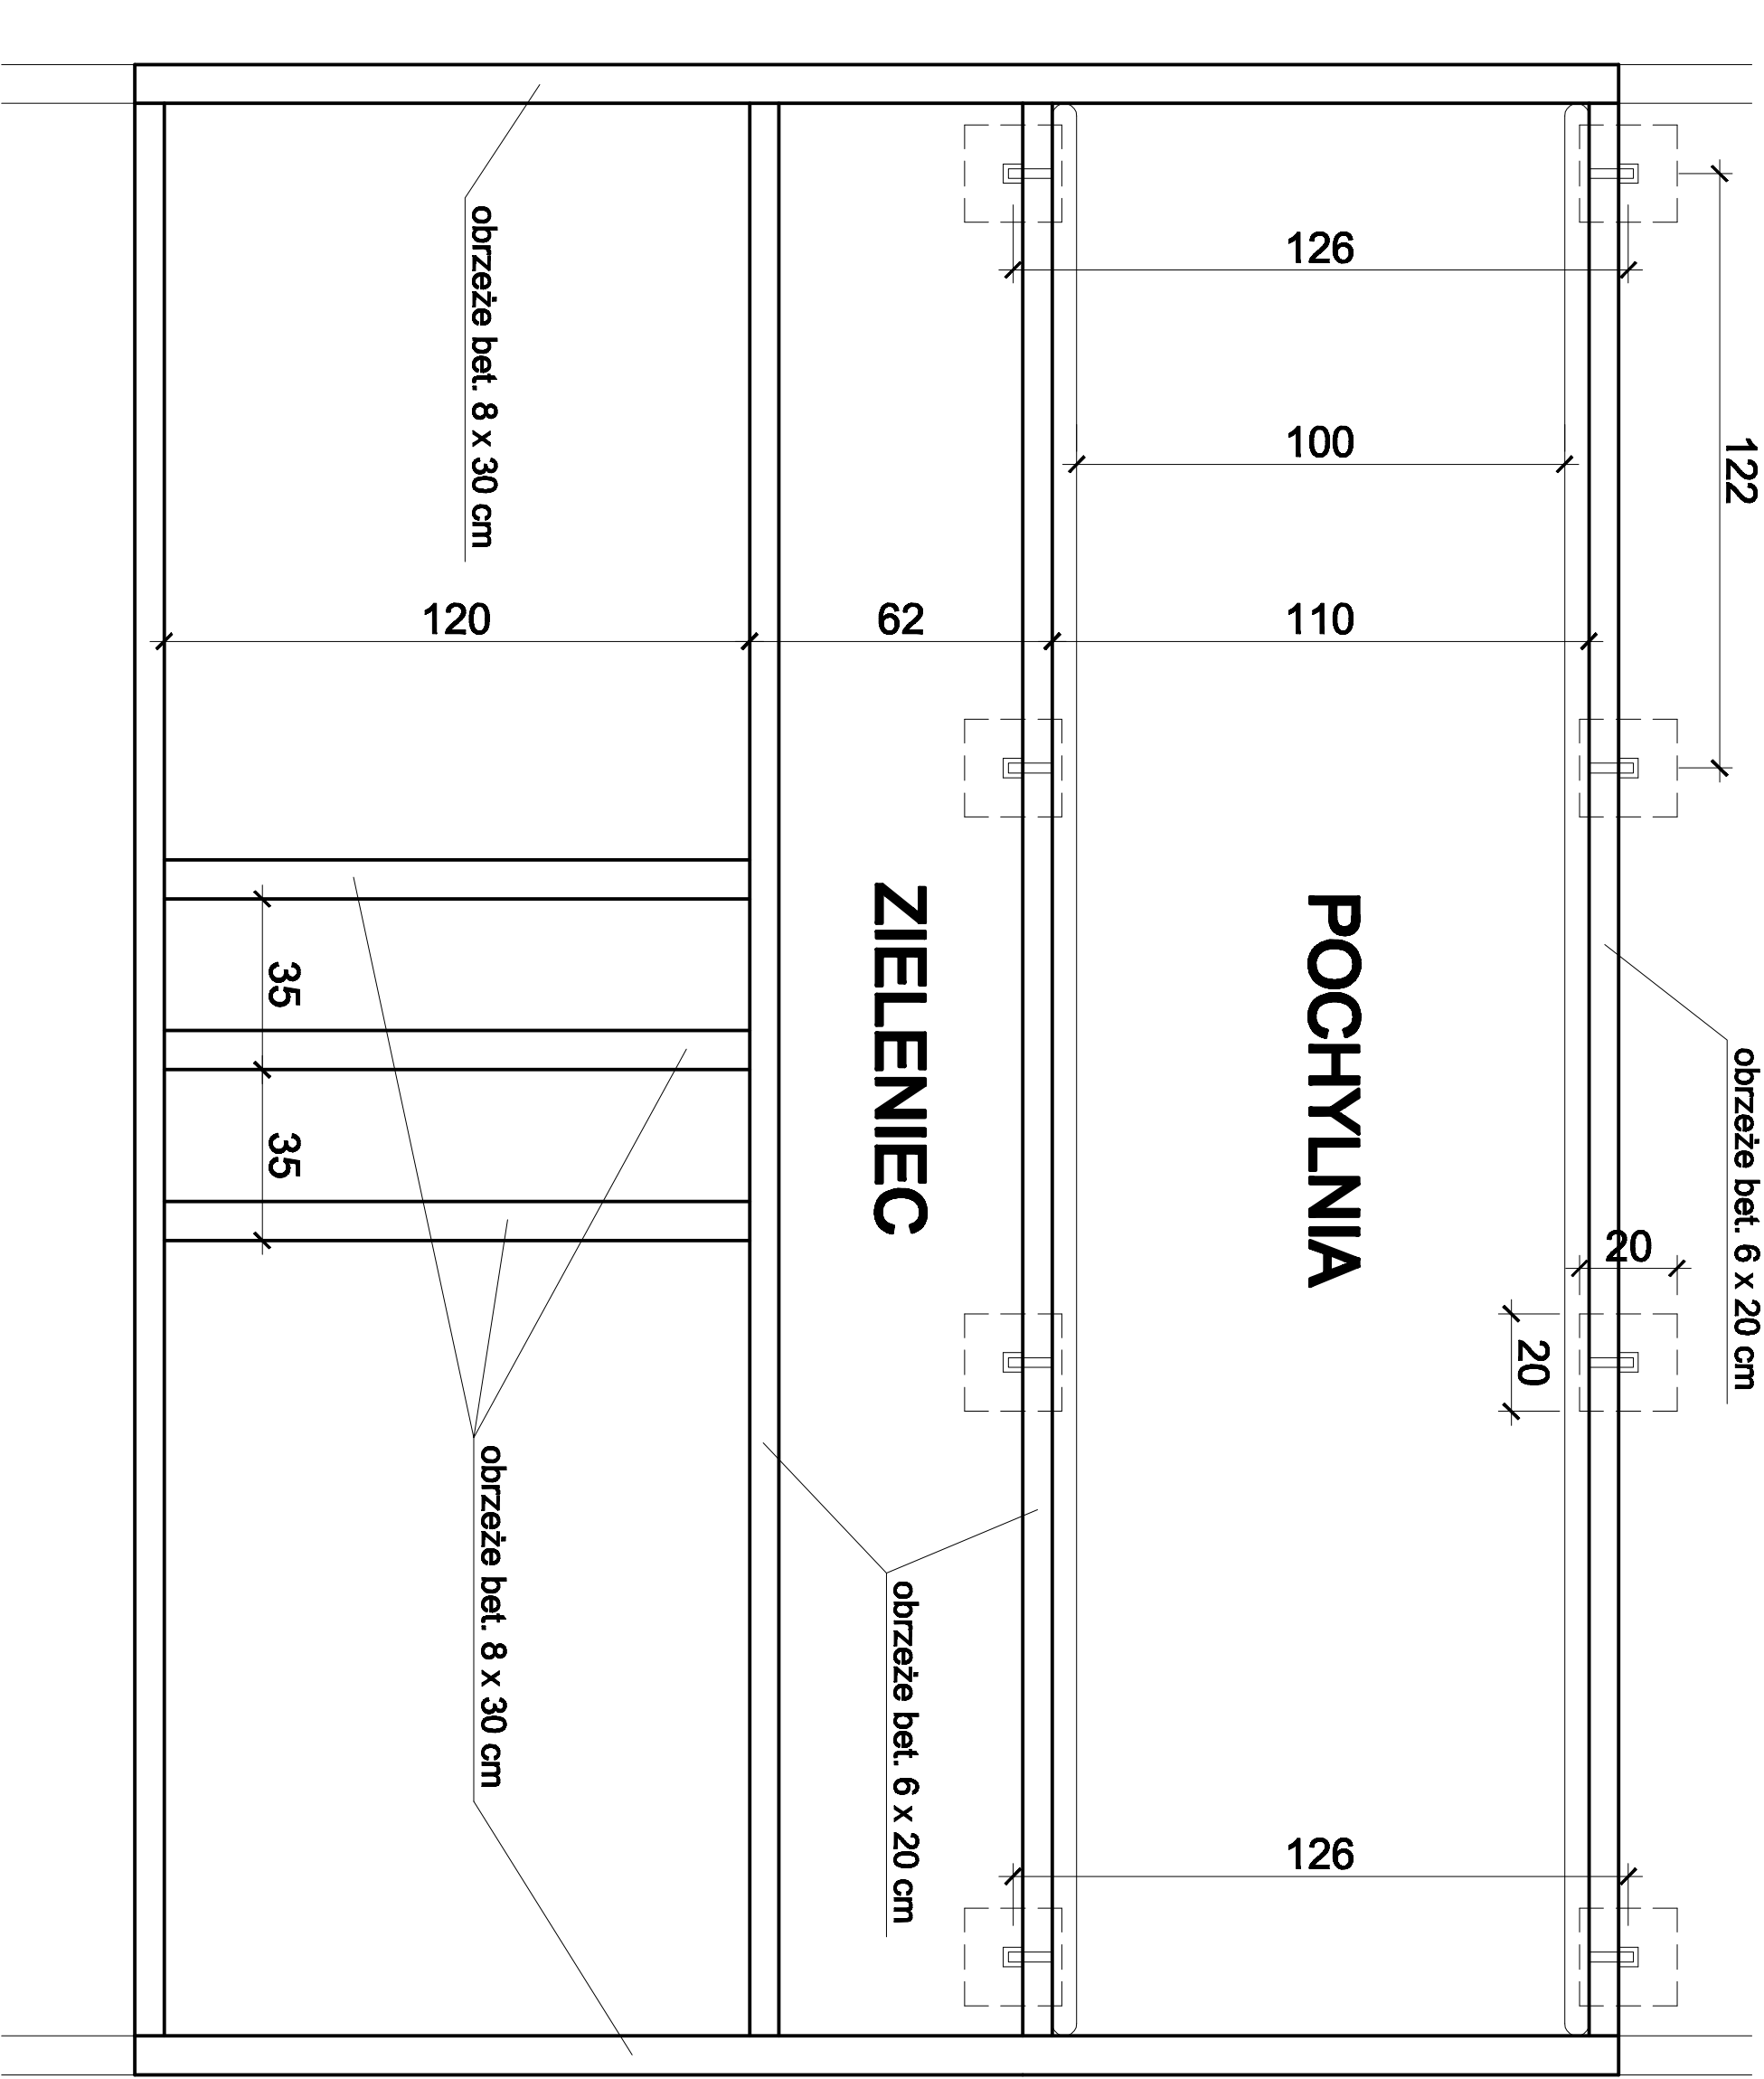 122
126
100
110
62
120
obrzeże bet. 8 x 30 cm
POCHYLNIA
ZIELENIEC
obrzeże bet. 6 x 20 cm
35
35
20
20
obrzeże bet. 8 x 30 cm
obrzeże bet. 6 x 20 cm
126